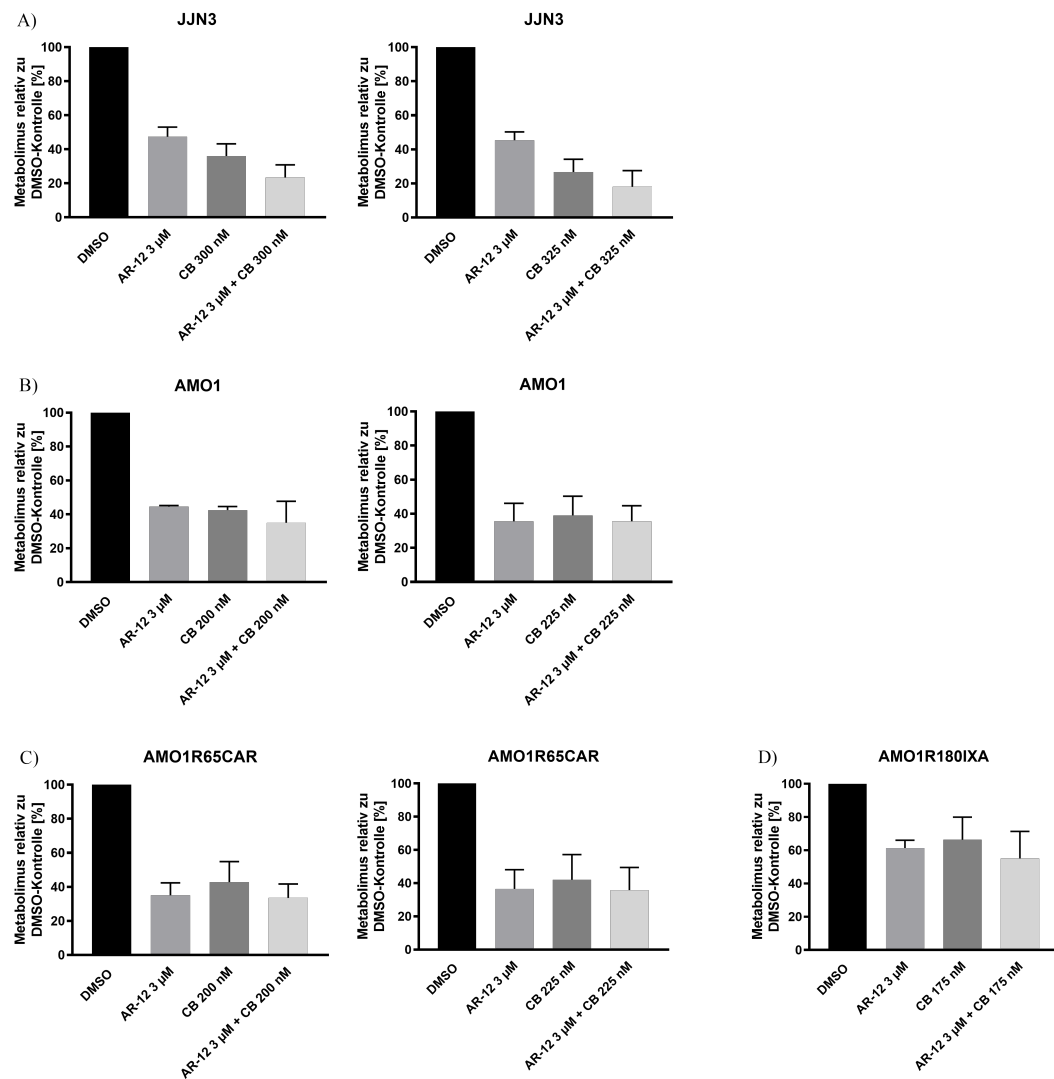 A)
JJN3
Metabolimus relativ zu
DMSO-Kontrolle [%]
100
80
60
40
20
0
DMSO
AR-12 3 µM
CB 300 nM
AR-12 3 µM + CB 300 nM
JJN3
Metabolimus relativ zu
DMSO-Kontrolle [%]
100
80
60
40
20
0
DMSO
AR-12 3 µM
CB 325 nM
AR-12 3 µM + CB 325 nM
B)
AMO1
Metabolimus relativ zu
DMSO-Kontrolle [%]
100
80
60
40
20
0
DMSO
AR-12 3 µM
CB 200 nM
AR-12 3 µM + CB 200 nM
AMO1
Metabolimus relativ zu
DMSO-Kontrolle [%]
100
80
60
40
20
0
DMSO
AR-12 3 µM
CB 225 nM
AR-12 3 µM + CB 225 nM
C)
AMO1R65CAR
Metabolimus relativ zu
DMSO-Kontrolle [%]
100
80
60
40
20
0
DMSO
AR-12 3 µM
CB 200 nM
AR-12 3 µM + CB 200 nM
AMO1R65CAR
Metabolimus relativ zu
DMSO-Kontrolle [%]
100
80
60
40
20
0
DMSO
AR-12 3 µM
CB 225 nM
AR-12 3 µM + CB 225 nM
D)
AMO1R180IXA
Metabolimus relativ zu
DMSO-Kontrolle [%]
100
80
60
40
20
0
DMSO
AR-12 3 µM
CB 175 nM
AR-12 3 µM + CB 175 nM